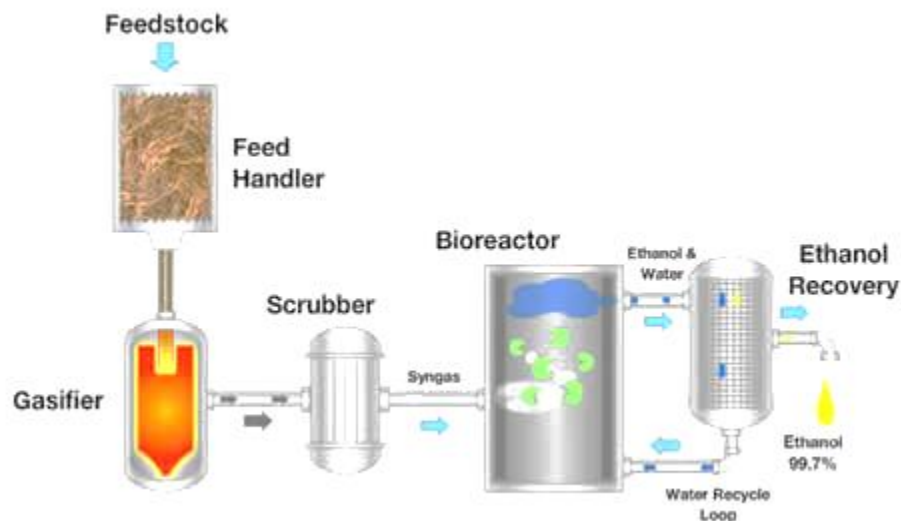 Feedstock
Feed
Handler
Gasifier
Scrubber
Syngas
Bioreactor
Ethanol &
Water
Ethanol
Recovery
Ethanol
99.7%
Water Recycle
Loop